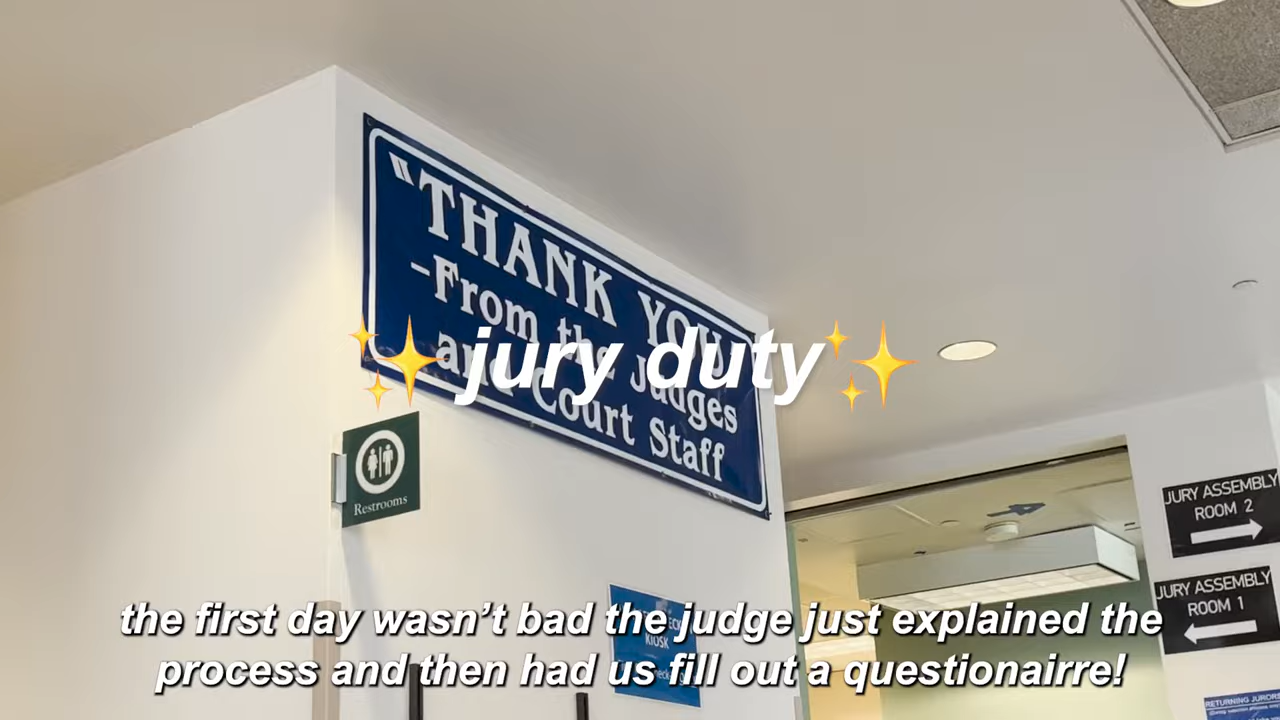 "THANK YOU"
-From the Judges
and Court Staff
✨ jury duty ✨
Restrooms
JURY ASSEMBLY
ROOM 2
JURY ASSEMBLY
ROOM 1
KIOSK
RETURNING JURORS
the first day wasn't bad the judge just explained the
process and then had us fill out a questionairre!